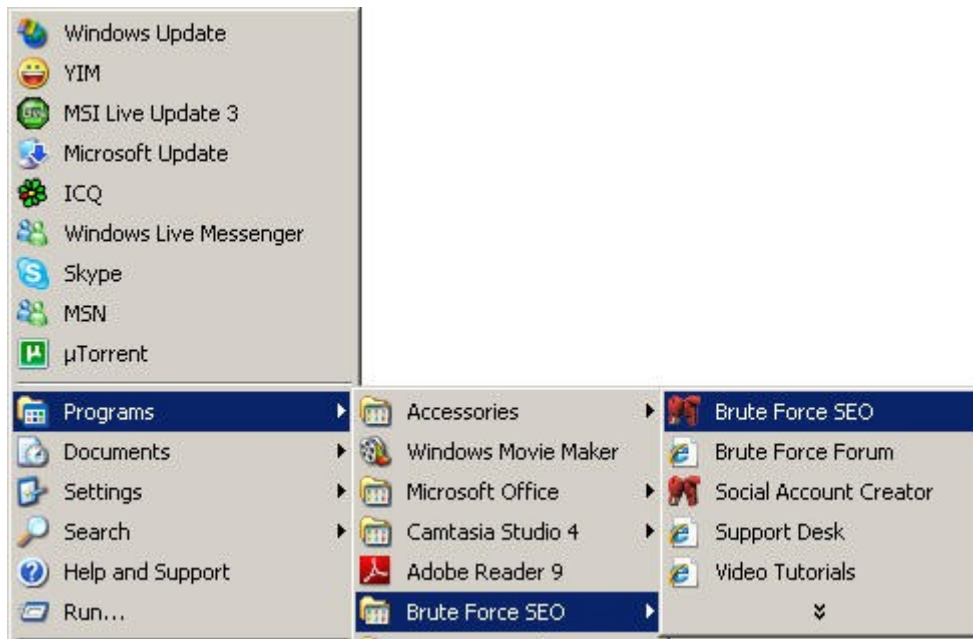 Windows Update
YIM
MSI Live Update 3
Microsoft Update
ICQ
Windows Live Messenger
Skype
MSN
µTorrent
Programs
Documents
Settings
Search
Help and Support
Run...
Accessories
Windows Movie Maker
Microsoft Office
Camtasia Studio 4
Adobe Reader 9
Brute Force SEO
Brute Force SEO
Brute Force Forum
Social Account Creator
Support Desk
Video Tutorials